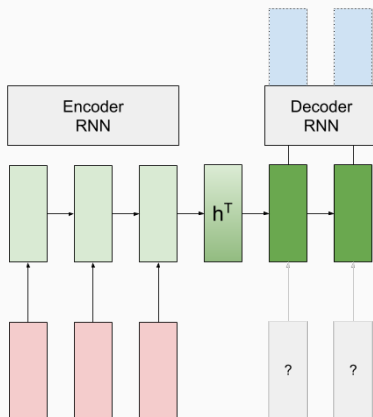 Encoder
RNN
Decoder
RNN
hᵀ
?
?